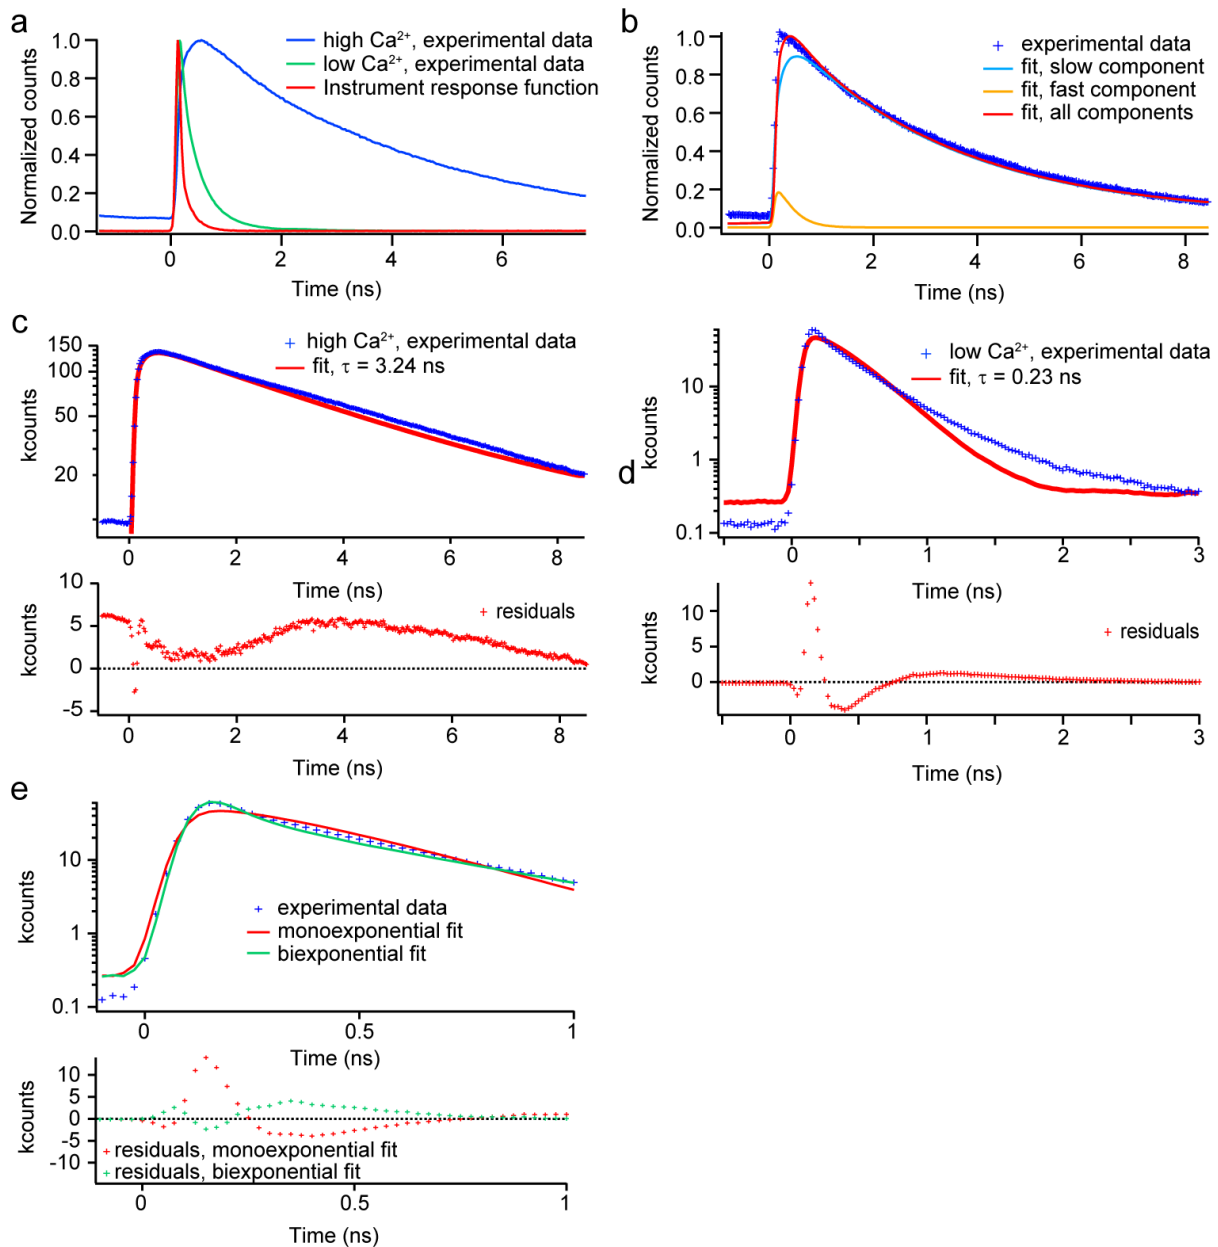 a
Normalized counts
1.0
0.8
0.6
0.4
0.2
0.0
high Ca²⁺, experimental data
low Ca²⁺, experimental data
Instrument response function
0 2 4 6
Time (ns)
b
Normalized counts
1.0
0.8
0.6
0.4
0.2
0.0
experimental data
fit, slow component
fit, fast component
fit, all components
0 2 4 6 8
Time (ns)
c
kcounts
150
100
50
20
high Ca²⁺, experimental data
fit, τ = 3.24 ns
0 2 4 6 8
Time (ns)
kcounts
10
5
0
-5
residuals
0 2 4 6 8
Time (ns)
d
kcounts
10
1
0.1
low Ca²⁺, experimental data
fit, τ = 0.23 ns
0 1 2 3
Time (ns)
kcounts
10
5
0
residuals
0 1 2 3
Time (ns)
e
kcounts
10
1
0.1
experimental data
monoexponential fit
biexponential fit
0 0.5 1
Time (ns)
kcounts
10
5
0
-5
-10
residuals, monoexponential fit
residuals, biexponential fit
0 0.5 1
Time (ns)